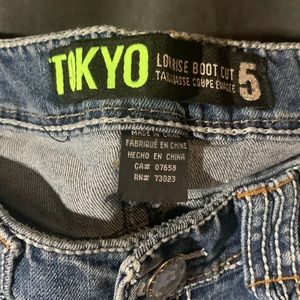 TOKYO
LOWRISE BOOT CUT
TAILLE BASSE COUPE ÉVASÉE
5
MADE IN CHINA
FABRIQUÉ EN CHINE
HECHO EN CHINA
CA# 07658
RN# 73023